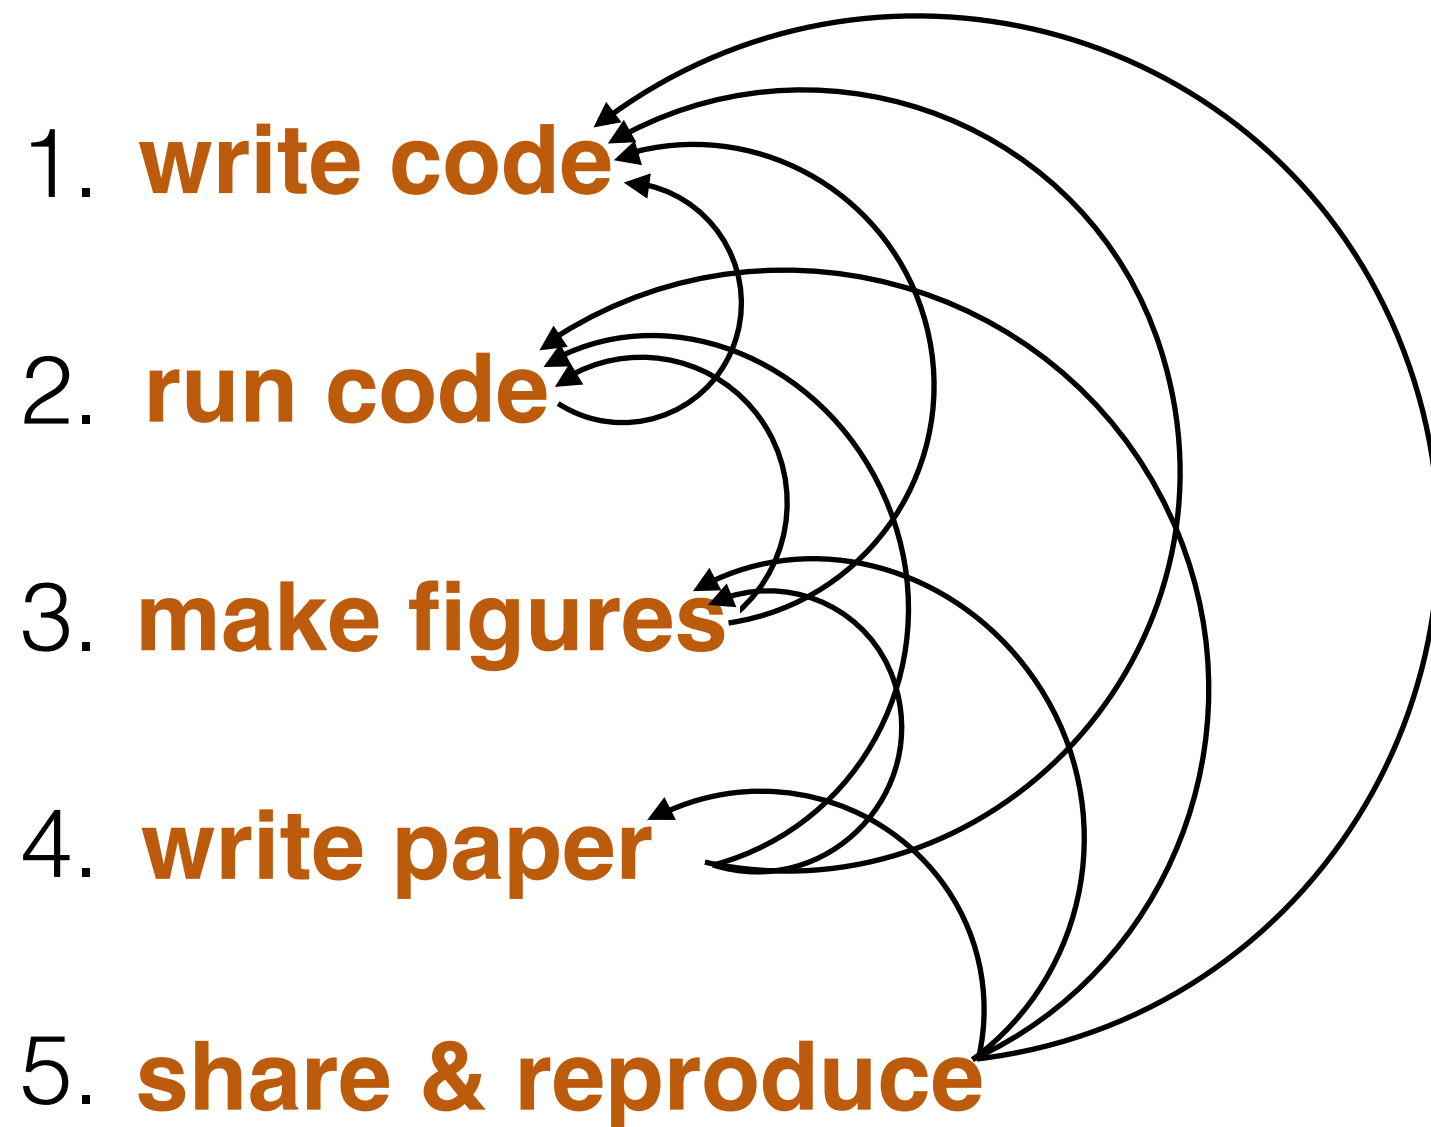 1. write code
2. run code
3. make figures
4. write paper
5. share & reproduce